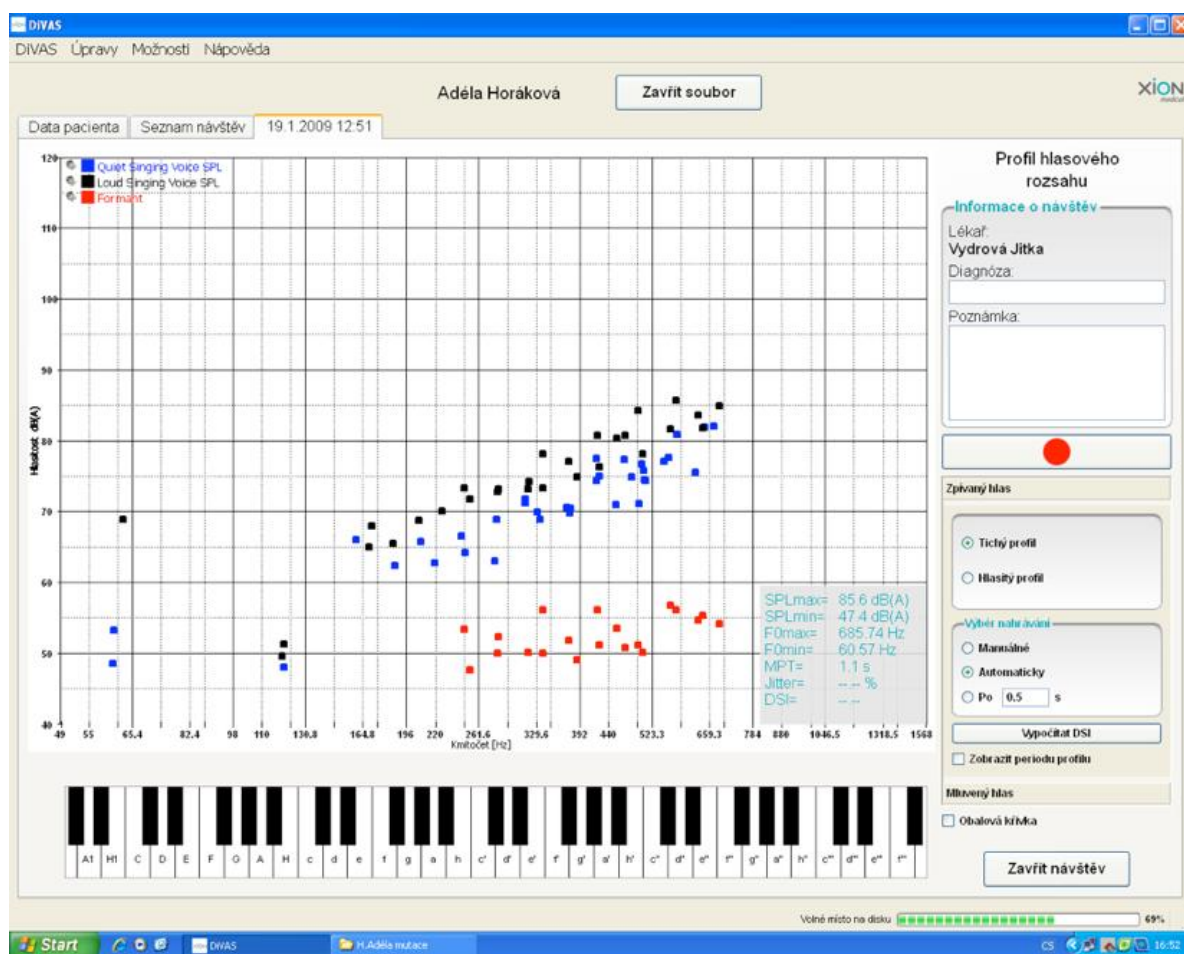 DiVAS
DiVAS Úpravy Možnosti Nápověda
Adéla Horáková
Zavřít soubor
XION
medical
Data pacienta
Seznam návštěv
19.1.2009 12:51
Quiet Singing Voice SPL
Loud Singing Voice SPL
Formant
120
110
100
90
80
70
60
50
40
Hlasitost dB(A)
49 55 65.4 82.4 98 110 130.8 164.8 196 220 261.6 329.6 392 440 523.3 659.3 784 880 1046.5 1318.5 1568
Kmitočet [Hz]
SPLmax= 85.6 dB(A)
SPLmin= 47.4 dB(A)
F0max= 685.74 Hz
F0min= 60.57 Hz
MPT= 1.1 s
Jitter= -- -- %
DSI= -- --
A1 H1 C D E F G A H c d e f g a h c' d' e' f' g' a' h' c'' d'' e'' f'' g'' a'' h'' c''' d''' e''' f'''
Profil hlasového
rozsahu
Informace o návštěv
Lékař:
Vydrová Jitka
Diagnóza:
Poznámka:
Zpívaný hlas
Tichý profil
Hlasitý profil
Výběr nahrávání
Manuálně
Automaticky
Po 0.5 s
Vypočítat DSI
Zobrazit periodu profilu
Mluvený hlas
Obalová křivka
Zavřít návštěv
Volné místo na disku 69%
Start
DiVAS
H.Adéla mutace
CS
16:52